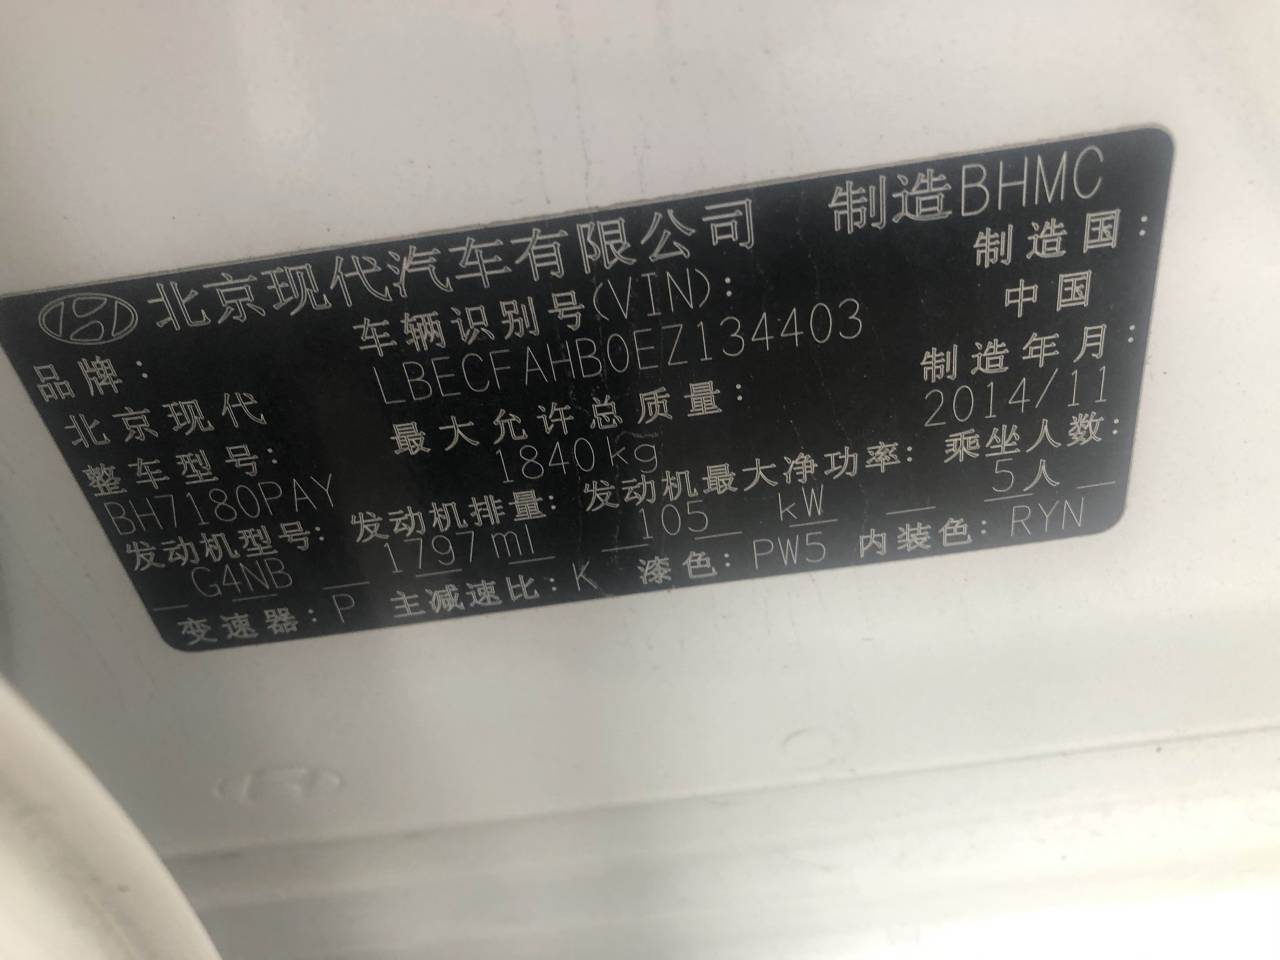 北京现代汽车有限公司 制造BHMC
品牌: 车辆识别号(VIN): 制造国:
北京现代 LBECFAHB0EZ134403 中国
整车型号: 最大允许总质量: 制造年月:
BH7180PAY 1840kg 2014/11
发动机型号: 发动机排量: 发动机最大净功率: 乘坐人数:
G4NB 1797ml 105 kW 5人
变速器:P 主减速比:K 漆色:PW5 内装色:RYN